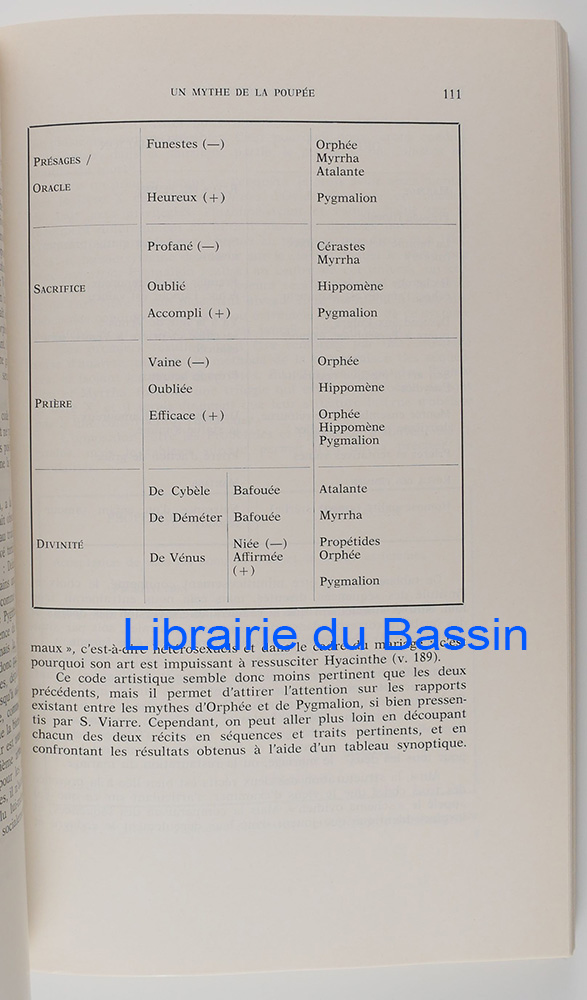 UN MYTHE DE LA POUPÉE 111
PRÉSAGES /
ORACLE
Funestes (—) Orphée
Myrrha
Atalante
Heureux (+) Pygmalion
SACRIFICE
Profané (—) Cérastes
Myrrha
Oublié Hippomène
Accompli (+) Pygmalion
PRIÈRE
Vaine (—) Orphée
Oubliée Hippomène
Efficace (+) Orphée
Hippomène
Pygmalion
DIVINITÉ
De Cybèle Bafouée Atalante
De Déméter Bafouée Myrrha
De Vénus Niée (—) Propétides
Affirmée Orphée
(+)
Pygmalion
Librairie du Bassin
maux », c'est-à-dire hétérosexuels et dans le cadre du mariage : c'est
pourquoi son art est impuissant à ressusciter Hyacinthe (v. 189).
Ce code artistique semble donc moins pertinent que les deux
précédents, mais il permet d'attirer l'attention sur les rapports
existant entre les mythes d'Orphée et de Pygmalion, si bien pressen-
tis par S. Viarre. Cependant, on peut aller plus loin en découpant
chacun des deux récits en séquences et traits pertinents, et en
confrontant les résultats obtenus à l'aide d'un tableau synoptique.